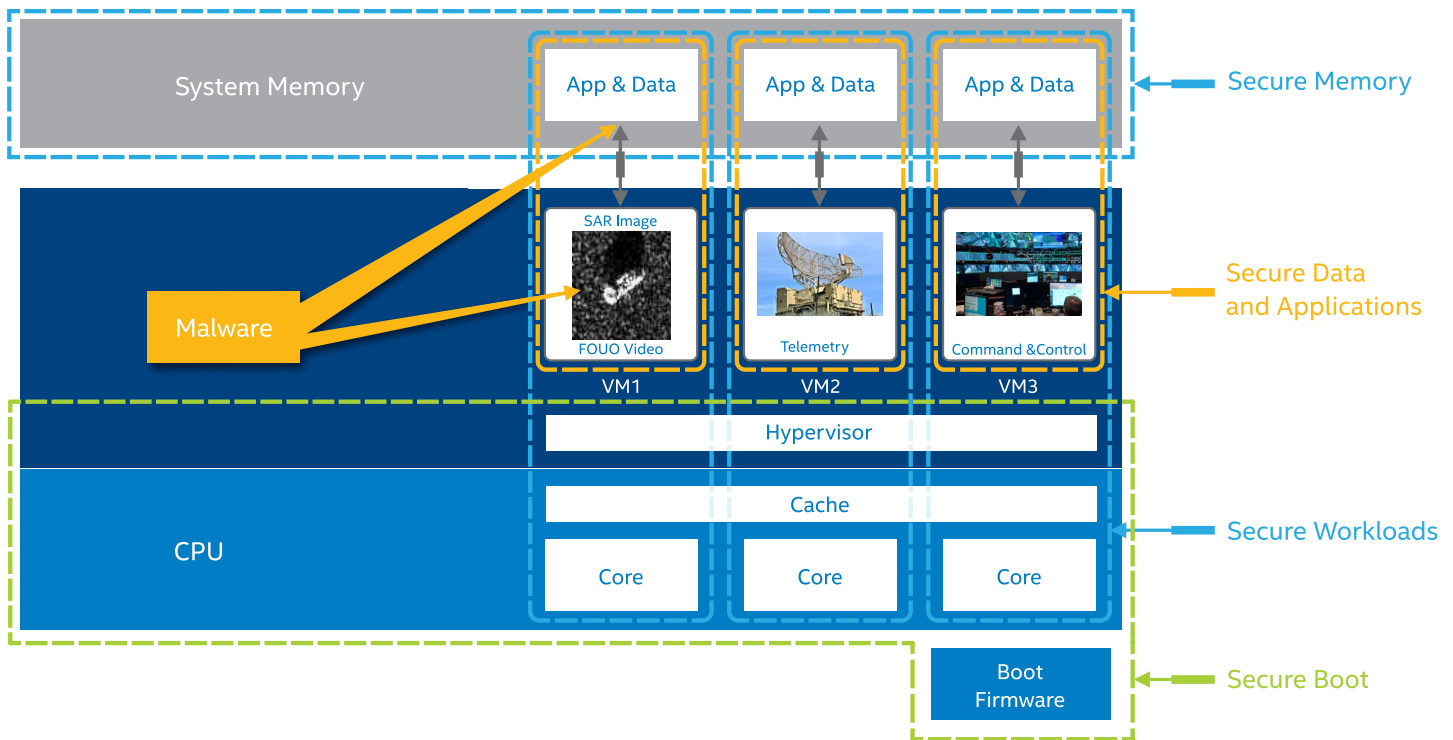 System Memory
App & Data
App & Data
App & Data
Secure Memory
SAR Image
FOUO Video
Telemetry
Command &Control
Malware
Secure Data
and Applications
VM1
VM2
VM3
Hypervisor
Cache
CPU
Core
Core
Core
Secure Workloads
Boot
Firmware
Secure Boot